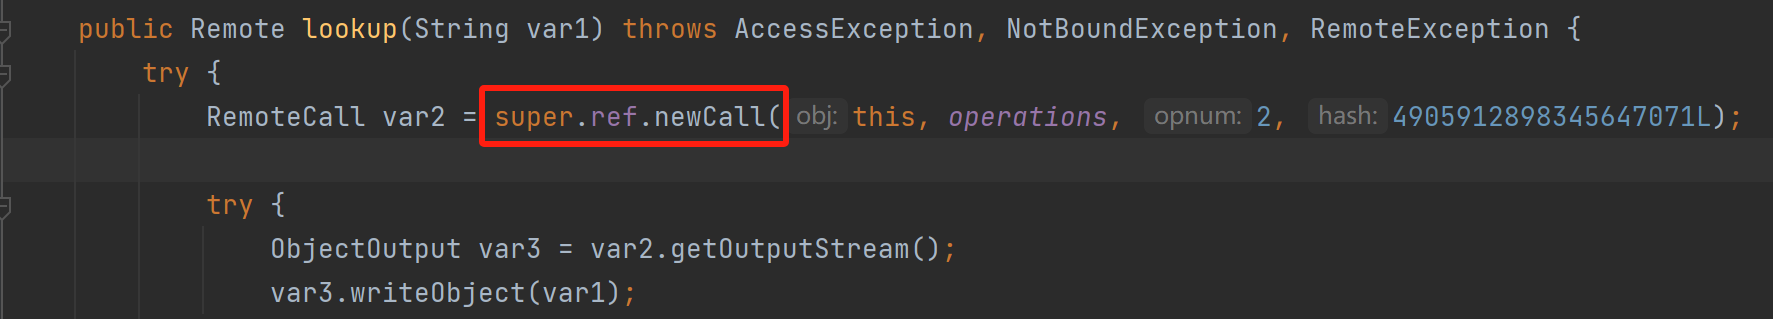 public Remote lookup(String var1) throws AccessException, NotBoundException, RemoteException {
try {
RemoteCall var2 = super.ref.newCall( obj: this, operations, opnum: 2, hash: 4905912898345647071L);
try {
ObjectOutput var3 = var2.getOutputStream();
var3.writeObject(var1);